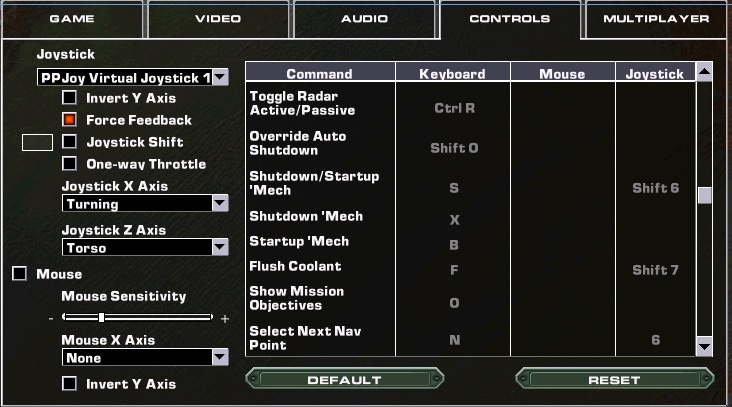 GAME VIDEO AUDIO CONTROLS MULTIPLAYER
Joystick
PPJoy Virtual Joystick 1
Invert Y Axis
Force Feedback
Joystick Shift
One-way Throttle
Joystick X Axis
Turning
Joystick Z Axis
Torso
Mouse
Mouse Sensitivity
- +
Mouse X Axis
None
Invert Y Axis
Command Keyboard Mouse Joystick
Toggle Radar
Active/Passive Ctrl R
Override Auto
Shutdown Shift O
Shutdown/Startup
'Mech S Shift 6
Shutdown 'Mech X
Startup 'Mech B
Flush Coolant F Shift 7
Show Mission
Objectives O
Select Next Nav
Point N 6
DEFAULT RESET